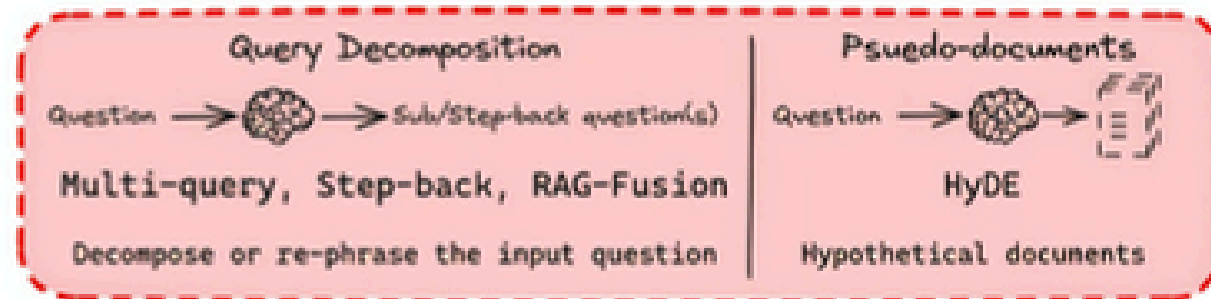 Query Decomposition
Question
Sub/Step-back question(s)
Multi-query, Step-back, RAG-Fusion
Decompose or re-phrase the input question
Psuedo-documents
Question
HyDE
Hypothetical documents